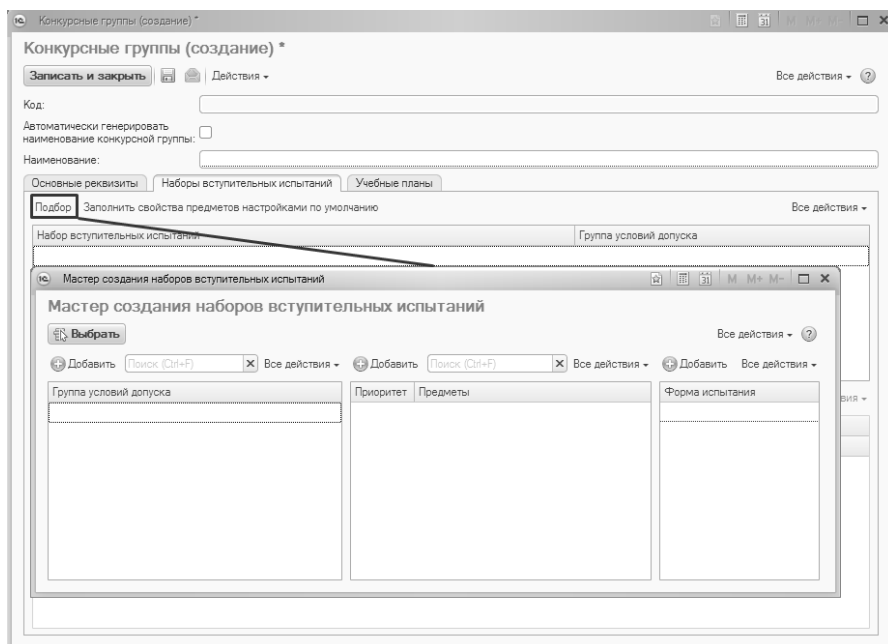 Конкурсные группы (создание) *
M M+ M-
Конкурсные группы (создание) *
Записать и закрыть Действия Все действия
Код:
Автоматически генерировать
наименование конкурсной группы:
Наименование:
Основные реквизиты Наборы вступительных испытаний Учебные планы
Подбор Заполнить свойства предметов настройками по умолчанию Все действия
Набор вступительных испытаний Группа условий допуска
Мастер создания наборов вступительных испытаний M M+ M-
Мастер создания наборов вступительных испытаний
Выбрать Все действия
Добавить Поиск (Ctrl+F) Все действия Добавить Поиск (Ctrl+F) Все действия Добавить Все действия
Группа условий допуска Приоритет Предметы Форма испытания
вия